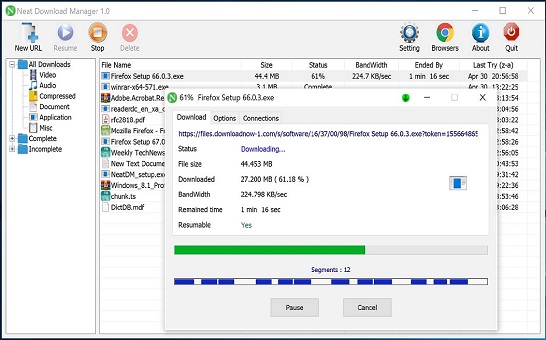 Neat Download Manager 1.0
New URL Resume Stop Delete Setting Browsers About Quit
All Downloads
Video
Audio
Compressed
Document
Application
Misc
Complete
Incomplete
File Name Size Status BandWidth Ended By Last Try (z-a)
Firefox Setup 66.0.3.exe 44.4 MB 61% 224.7 KB/sec 1 min 16 sec Apr 30 20:56:58
winrar-x64-571.exe 3.1 MB Complete Apr 30 13:22:25
readerdc_en_xa_c
rfc2818.pdf
Mozilla Firefox
Firefox Setup 67.0
Weekly TechNews
New Text Docume
NeatDM_setup.exe
Adobe.Acrobat.Re
Windows_8.1_Pro
chunk.ts
DictDB.mdf
61% Firefox Setup 66.0.3.exe
Download Options Connections
https://files.downloadnow-1.com/s/software/16/37/00/98/Firefox Setup 66.0.3.exe?token=155664865
Status Downloading...
File size 44.453 MB
Downloaded 27.200 MB ( 61.18 % )
BandWidth 224.798 KB/sec
Remained time 1 min 16 sec
Resumable Yes
Segments : 12
Pause Cancel